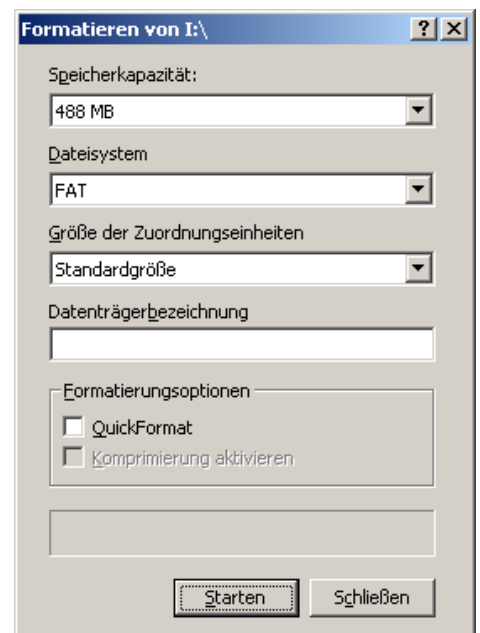 Formatieren von I:\
Speicherkapazität:
488 MB
Dateisystem
FAT
Größe der Zuordnungseinheiten
Standardgröße
Datenträgerbezeichnung
Formatierungsoptionen
QuickFormat
Komprimierung aktivieren
Starten Schließen